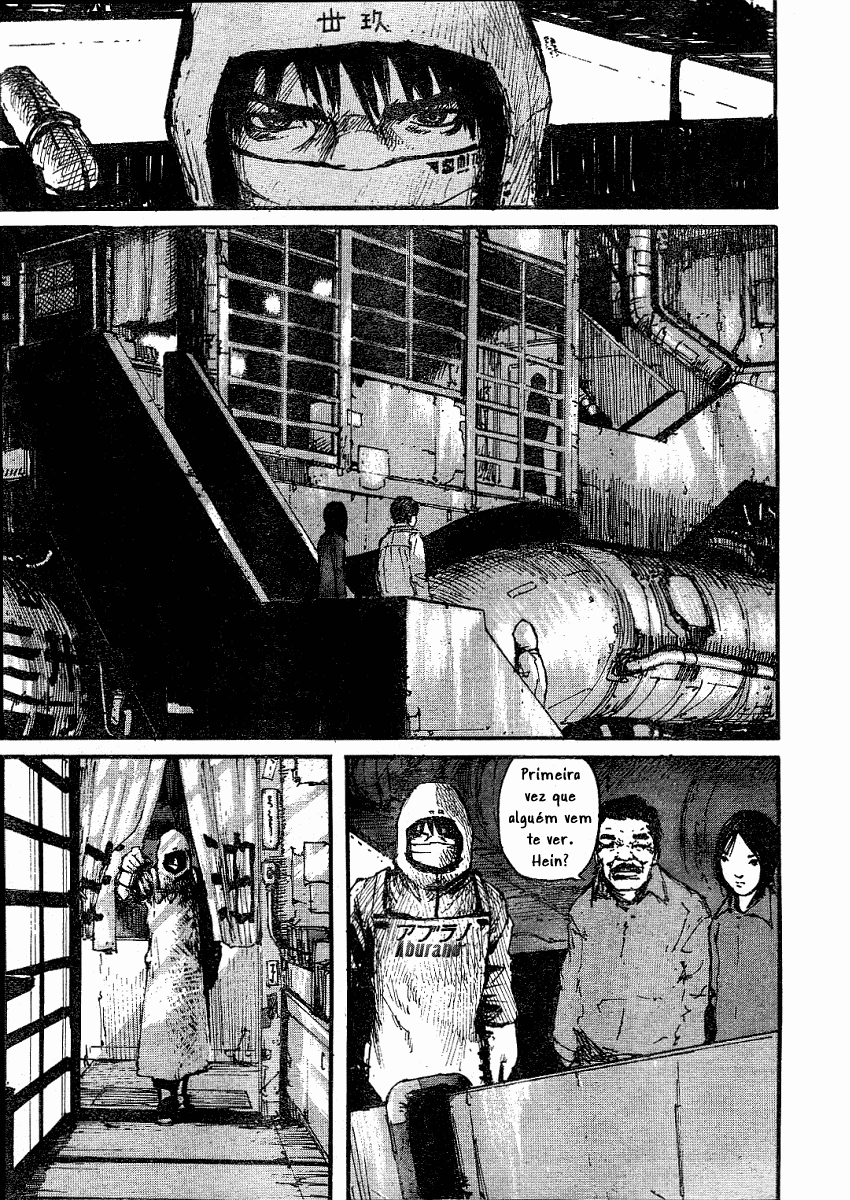 世 玖
Primeira
vez que
alguém vem
te ver.
Hein?
アブラノ
Aburano